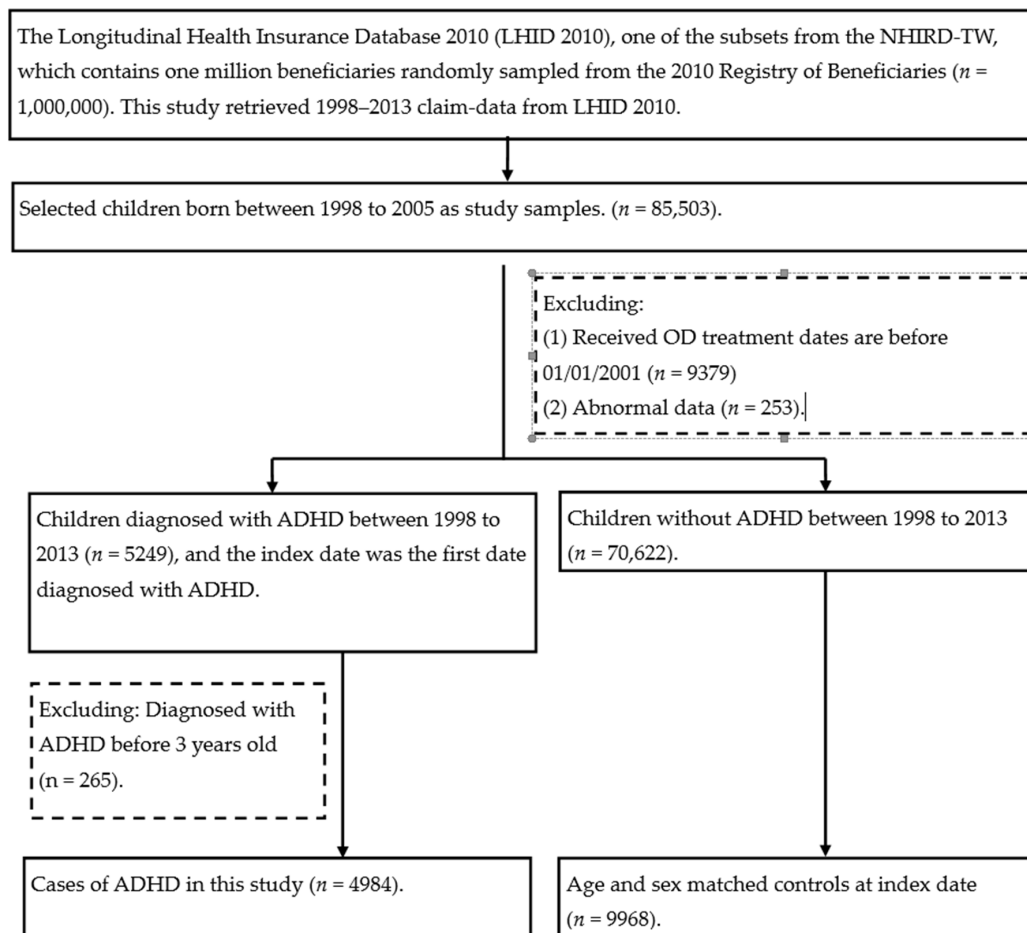 The Longitudinal Health Insurance Database 2010 (LHID 2010), one of the subsets from the NHIRD-TW,
which contains one million beneficiaries randomly sampled from the 2010 Registry of Beneficiaries (n =
1,000,000). This study retrieved 1998–2013 claim-data from LHID 2010.
Selected children born between 1998 to 2005 as study samples. (n = 85,503).
Excluding:
(1) Received OD treatment dates are before
01/01/2001 (n = 9379)
(2) Abnormal data (n = 253).
Children diagnosed with ADHD between 1998 to
2013 (n = 5249), and the index date was the first date
diagnosed with ADHD.
Children without ADHD between 1998 to 2013
(n = 70,622).
Excluding: Diagnosed with
ADHD before 3 years old
(n = 265).
Cases of ADHD in this study (n = 4984).
Age and sex matched controls at index date
(n = 9968).